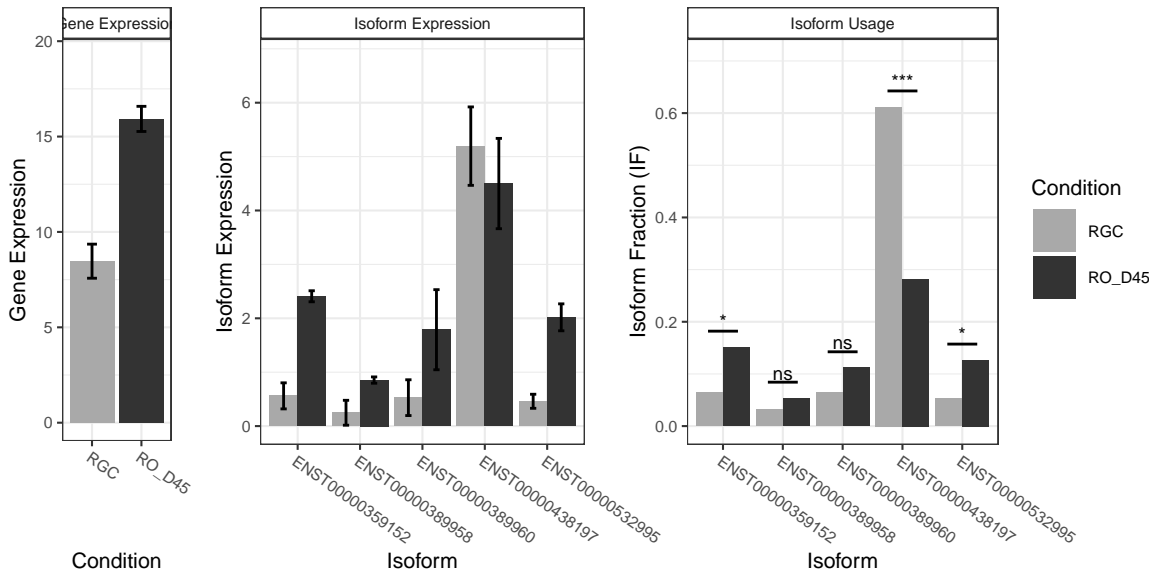 Gene Expression
Isoform Expression
Isoform Usage
Gene Expression
20
15
10
5
0
RGC
RO_D45
Condition
Isoform Expression
6
4
2
0
ENST00000359152
ENST00000389958
ENST00000389960
ENST00000438197
ENST00000532995
Isoform
Isoform Fraction (IF)
0.6
0.4
0.2
0.0
*
ns
ns
***
*
ENST00000359152
ENST00000389958
ENST00000389960
ENST00000438197
ENST00000532995
Isoform
Condition
RGC
RO_D45